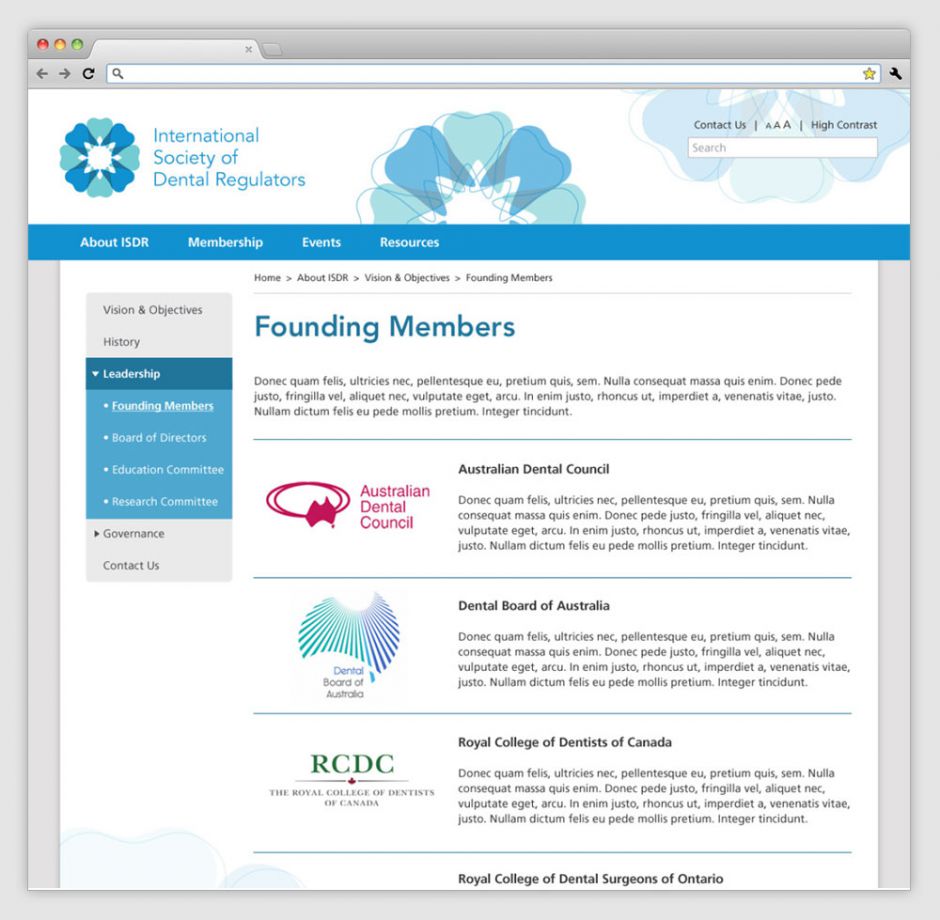 Contact Us | A A A | High Contrast
Search
International
Society of
Dental Regulators
About ISDR Membership Events Resources
Home > About ISDR > Vision & Objectives > Founding Members
Vision & Objectives
History
Leadership
• Founding Members
• Board of Directors
• Education Committee
• Research Committee
Governance
Contact Us
Founding Members
Donec quam felis, ultricies nec, pellentesque eu, pretium quis, sem. Nulla consequat massa quis enim. Donec pede
justo, fringilla vel, aliquet nec, vulputate eget, arcu. In enim justo, rhoncus ut, imperdiet a, venenatis vitae, justo.
Nullam dictum felis eu pede mollis pretium. Integer tincidunt.
Australian
Dental
Council
Australian Dental Council
Donec quam felis, ultricies nec, pellentesque eu, pretium quis, sem. Nulla
consequat massa quis enim. Donec pede justo, fringilla vel, aliquet nec,
vulputate eget, arcu. In enim justo, rhoncus ut, imperdiet a, venenatis vitae,
justo. Nullam dictum felis eu pede mollis pretium. Integer tincidunt.
Dental
Board of
Australia
Dental Board of Australia
Donec quam felis, ultricies nec, pellentesque eu, pretium quis, sem. Nulla
consequat massa quis enim. Donec pede justo, fringilla vel, aliquet nec,
vulputate eget, arcu. In enim justo, rhoncus ut, imperdiet a, venenatis vitae,
justo. Nullam dictum felis eu pede mollis pretium. Integer tincidunt.
RCDC
THE ROYAL COLLEGE OF DENTISTS
OF CANADA
Royal College of Dentists of Canada
Donec quam felis, ultricies nec, pellentesque eu, pretium quis, sem. Nulla
consequat massa quis enim. Donec pede justo, fringilla vel, aliquet nec,
vulputate eget, arcu. In enim justo, rhoncus ut, imperdiet a, venenatis vitae,
justo. Nullam dictum felis eu pede mollis pretium. Integer tincidunt.
Royal College of Dental Surgeons of Ontario